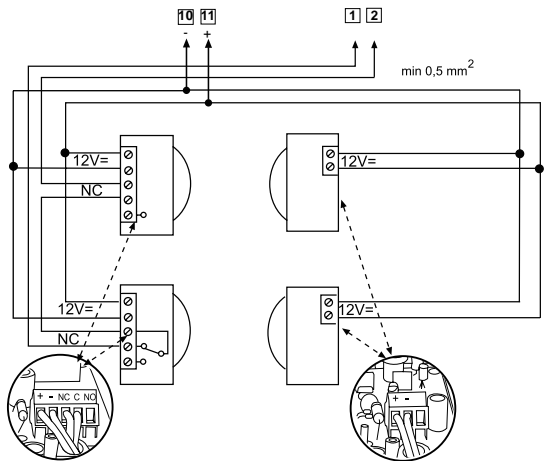 10 11 1 2
- +
min 0,5 mm2
12V= 12V=
NC
12V= 12V=
NC
+ - NC C NO
+ -